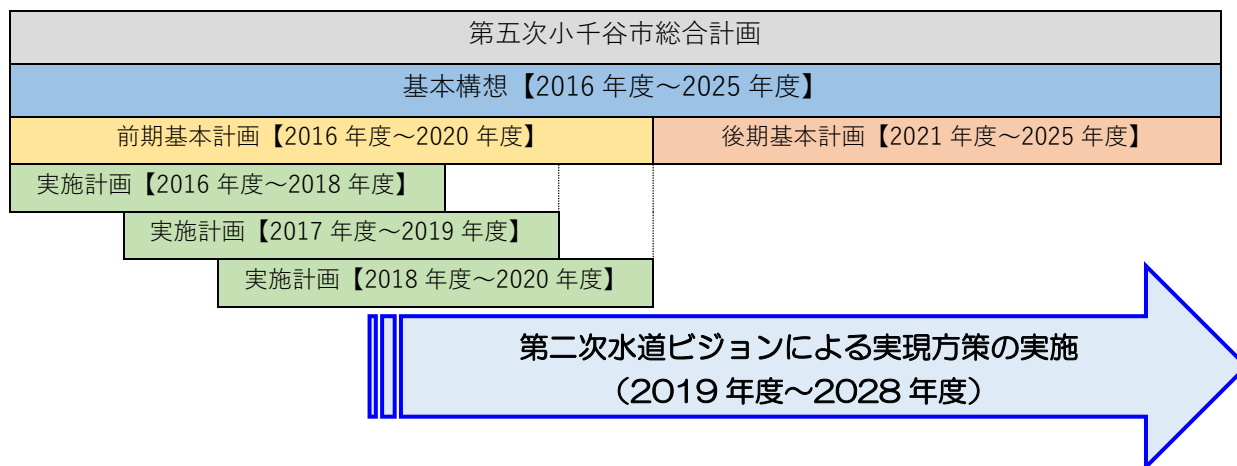 第五次小千谷市総合計画
基本構想【2016 年度～2025 年度】
前期基本計画【2016 年度～2020 年度】
後期基本計画【2021 年度～2025 年度】
実施計画【2016 年度～2018 年度】
実施計画【2017 年度～2019 年度】
実施計画【2018 年度～2020 年度】
第二次水道ビジョンによる実現方策の実施
（2019 年度～2028 年度）